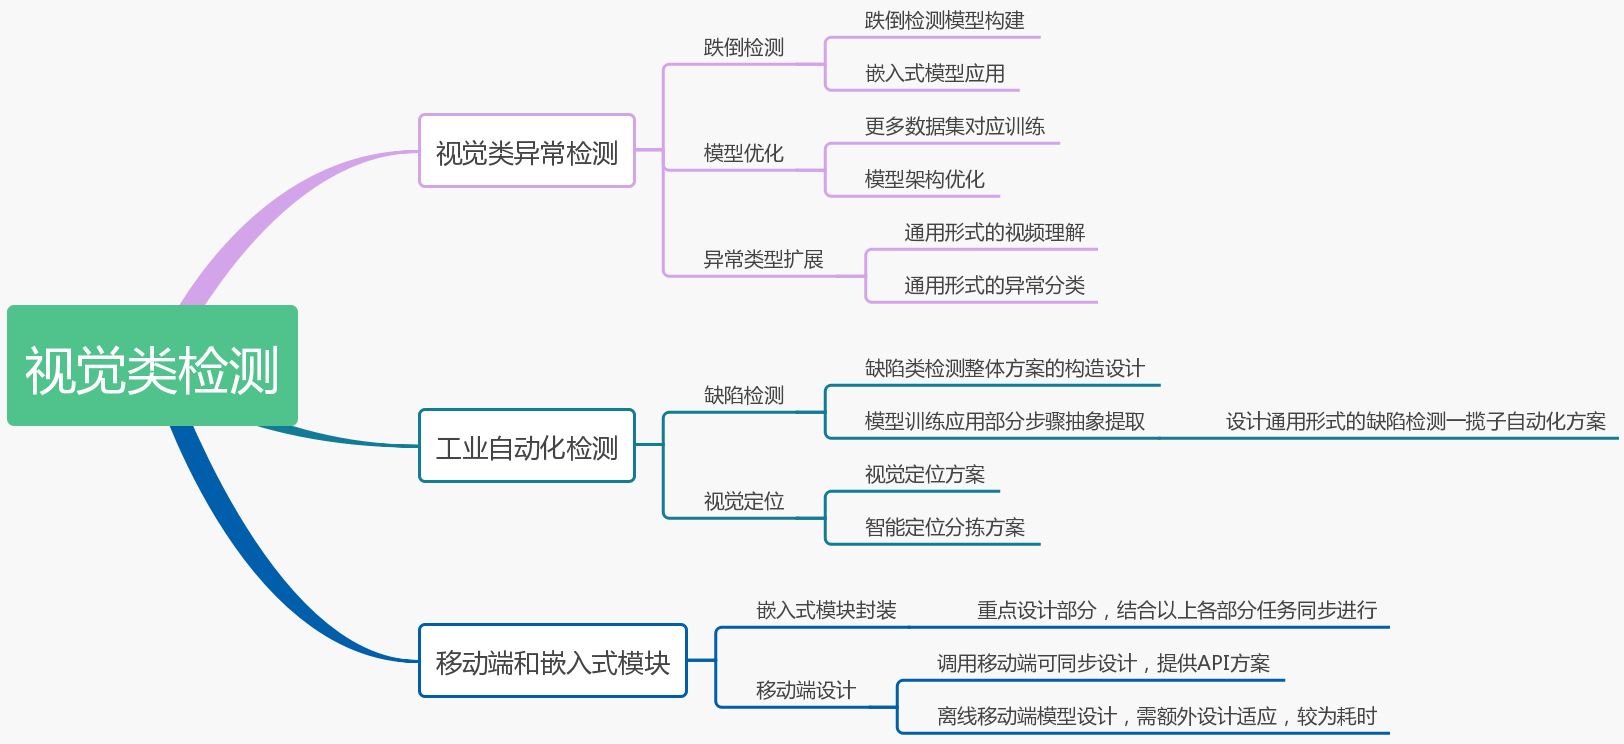 视觉类检测
视觉类异常检测
跌倒检测
跌倒检测模型构建
嵌入式模型应用
模型优化
更多数据集对应训练
模型架构优化
异常类型扩展
通用形式的视频理解
通用形式的异常分类
工业自动化检测
缺陷检测
缺陷类检测整体方案的构造设计
模型训练应用部分步骤抽象提取
设计通用形式的缺陷检测一揽子自动化方案
视觉定位
视觉定位方案
智能定位分拣方案
移动端和嵌入式模块
嵌入式模块封装
重点设计部分，结合以上各部分任务同步进行
移动端设计
调用移动端可同步设计，提供API方案
离线移动端模型设计，需额外设计适应，较为耗时